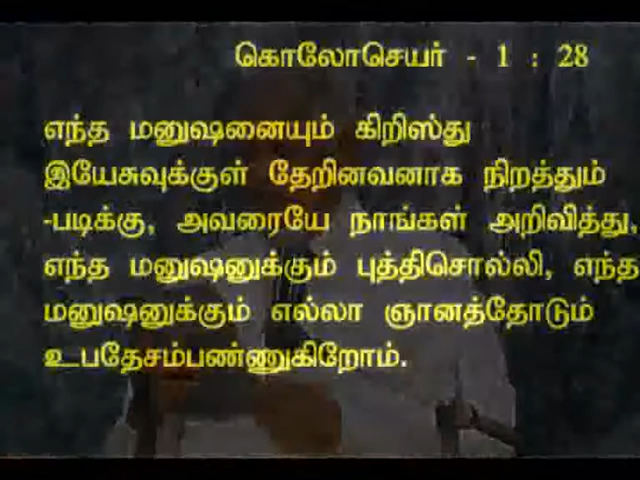 கொலோசெயர் - 1 : 28
எந்த மனுஷனையும் கிறிஸ்து
இயேசுவுக்குள் தேறினவனாக நிறத்தும்
-படிக்கு, அவரையே நாங்கள் அறிவித்து,
எந்த மனுஷனுக்கும் புத்திசொல்லி, எந்த
மனுஷனுக்கும் எல்லா ஞானத்தோடும்
உபதேசம்பண்ணுகிறோம்.